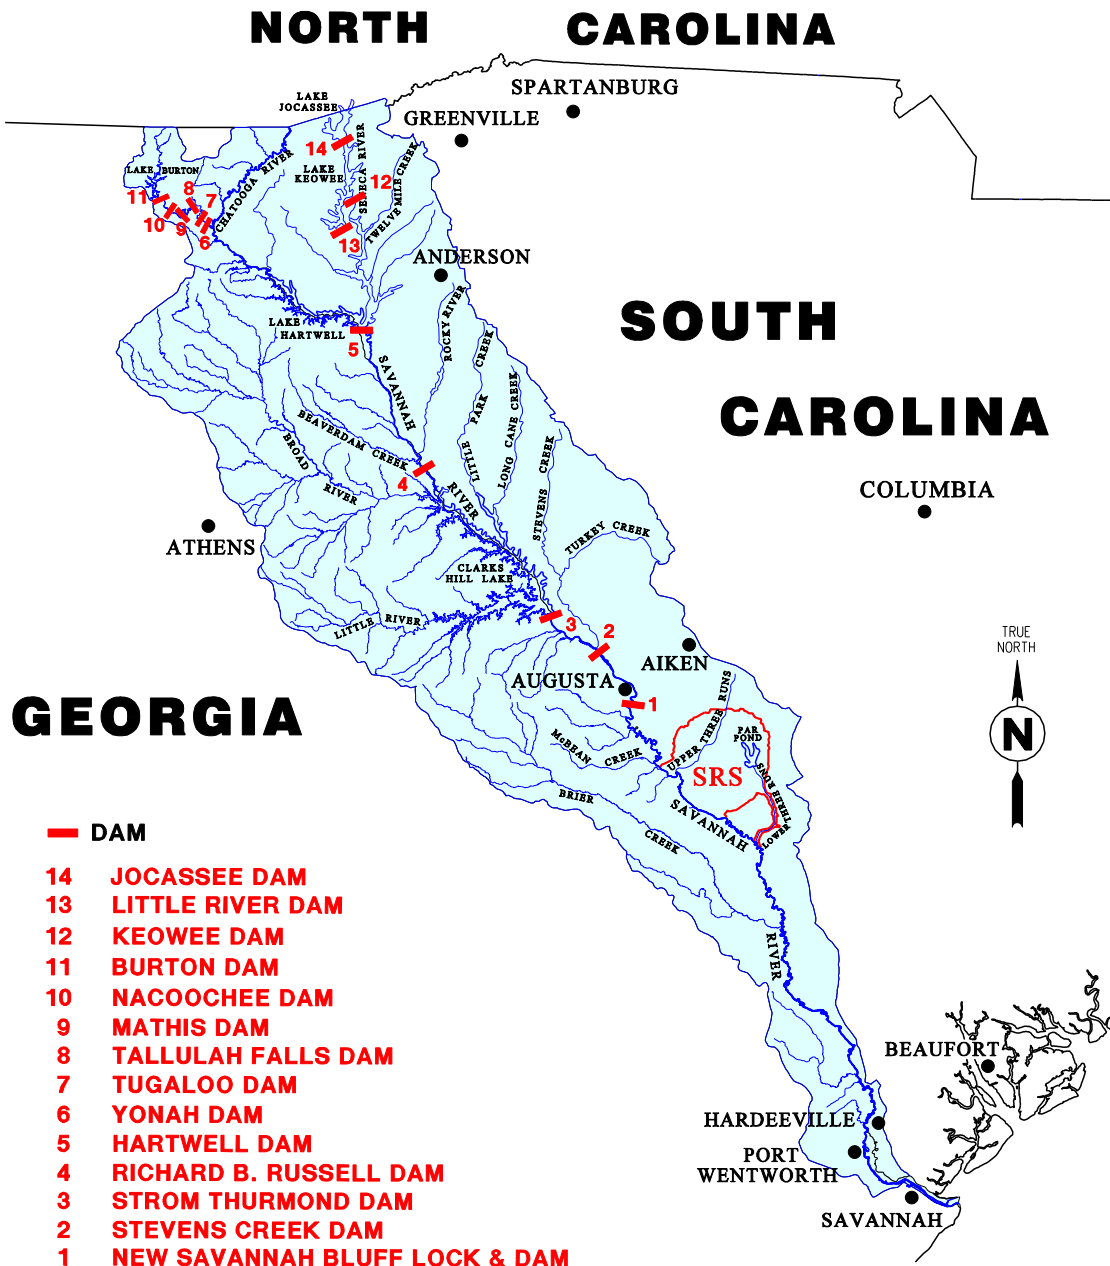 NORTH CAROLINA
SPARTANBURG
GREENVILLE
LAKE
JOCASSEE
14
LAKE
KEOWEE
SENECA RIVER
12
13
TWELVE MILE CREEK
LAKE BURTON
CHATOOGA RIVER
11
10
9
8
7
6
ANDERSON
LAKE
HARTWELL
5
SAVANNAH
ROCKY RIVER
LITTLE PARK CREEK
LONG CANE CREEK
STEVENS CREEK
SOUTH
CAROLINA
COLUMBIA
BEAVERDAM CREEK
BROAD
RIVER
4
RIVER
TURKEY CREEK
ATHENS
CLARKS
HILL LAKE
LITTLE RIVER
3
2
AIKEN
AUGUSTA
1
TRUE
NORTH
N
GEORGIA
UPPER THREE RUNS
PAR
POND
SRS
LOWER THREE RUNS
McBEAN CREEK
BRIER
CREEK
SAVANNAH
RIVER
BEAUFORT
HARDEEVILLE
PORT
WENTWORTH
SAVANNAH
DAM
14 JOCASSEE DAM
13 LITTLE RIVER DAM
12 KEOWEE DAM
11 BURTON DAM
10 NACOOCHEE DAM
9 MATHIS DAM
8 TALLULAH FALLS DAM
7 TUGALOO DAM
6 YONAH DAM
5 HARTWELL DAM
4 RICHARD B. RUSSELL DAM
3 STROM THURMOND DAM
2 STEVENS CREEK DAM
1 NEW SAVANNAH BLUFF LOCK & DAM